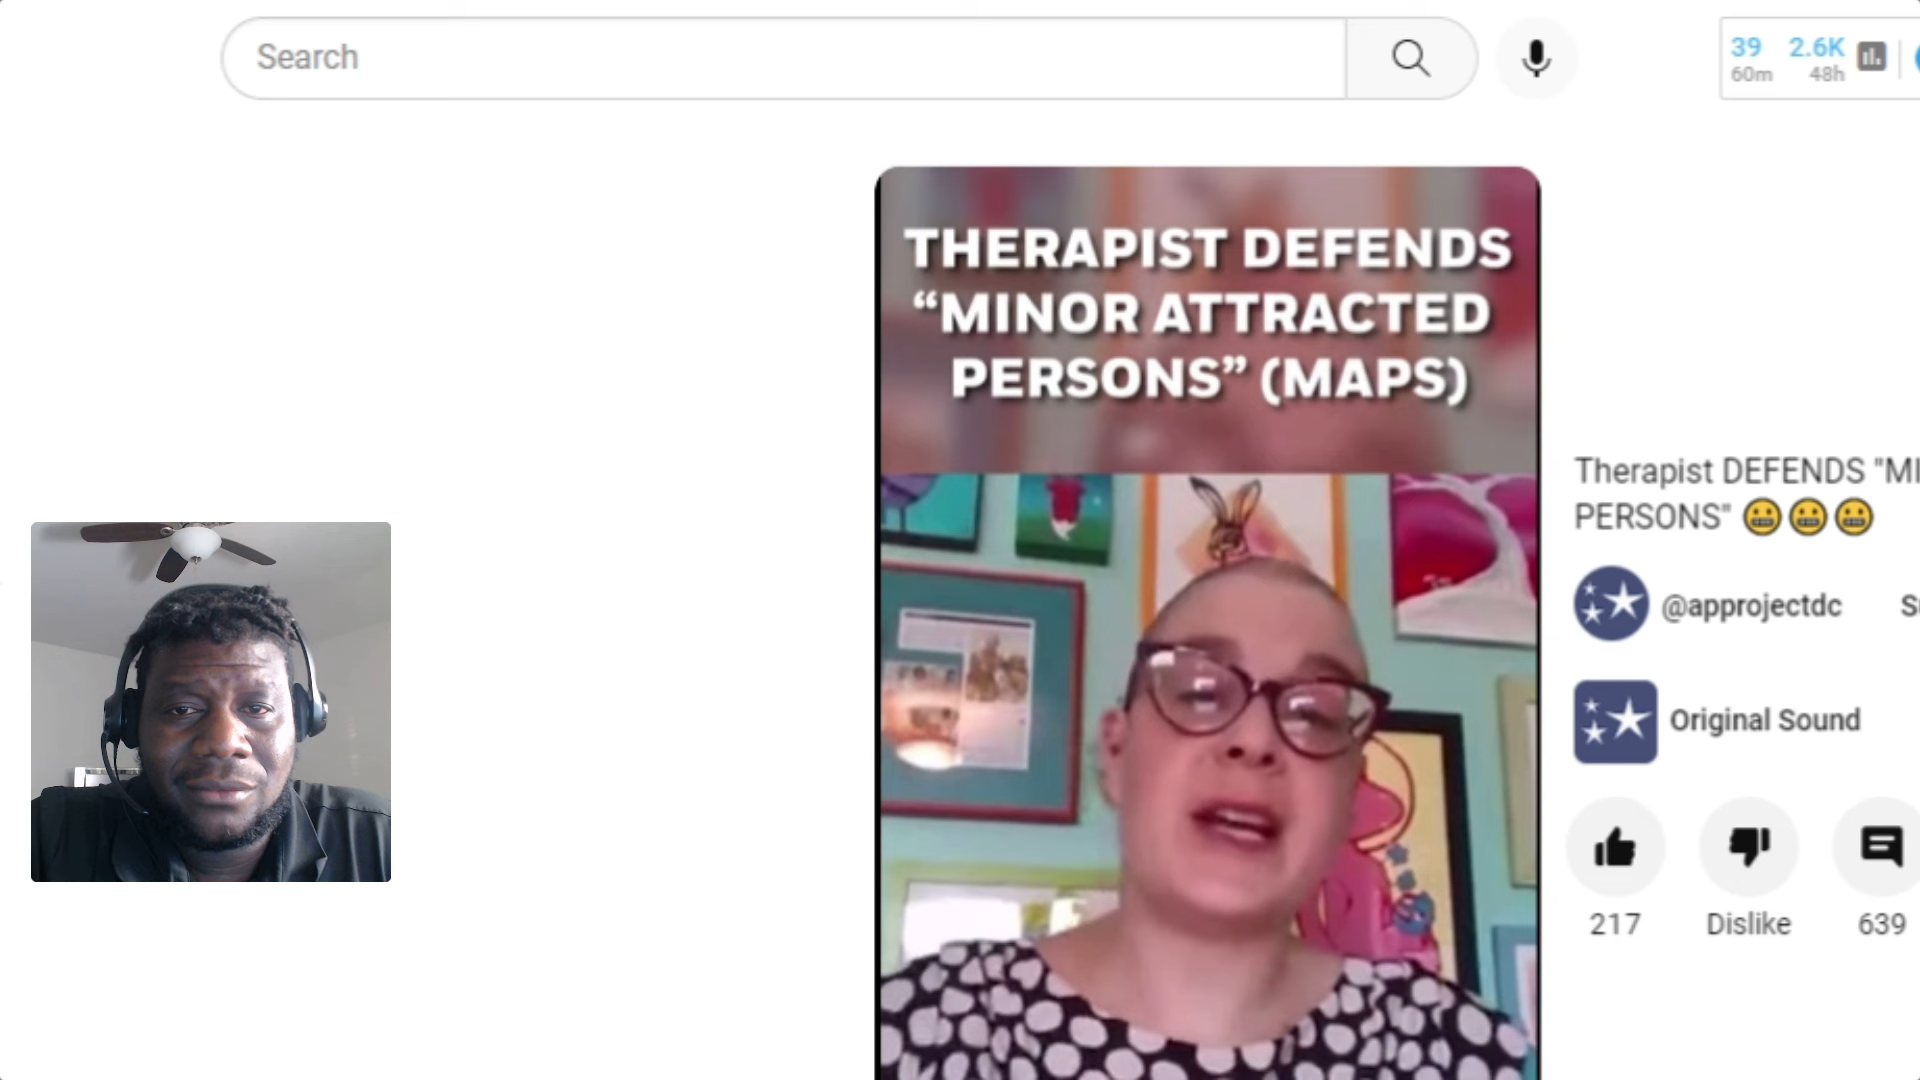 Search
39
2.6K
60m
48h
THERAPIST DEFENDS
“MINOR ATTRACTED
PERSONS” (MAPS)
Therapist DEFENDS "MI
PERSONS" 😬😬😬
@approjectdc
Original Sound
217
Dislike
639